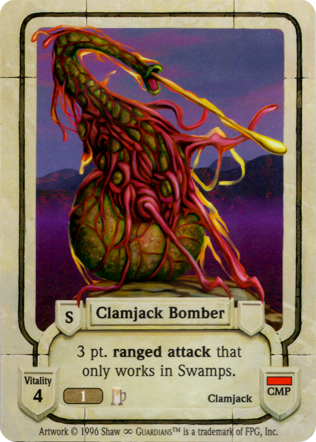 S Clamjack Bomber
3 pt. ranged attack that
only works in Swamps.
Vitality
4
1
Clamjack
CMP
Artwork © 1996 Shaw ∞ GUARDIANS™ is a trademark of FPG, Inc.